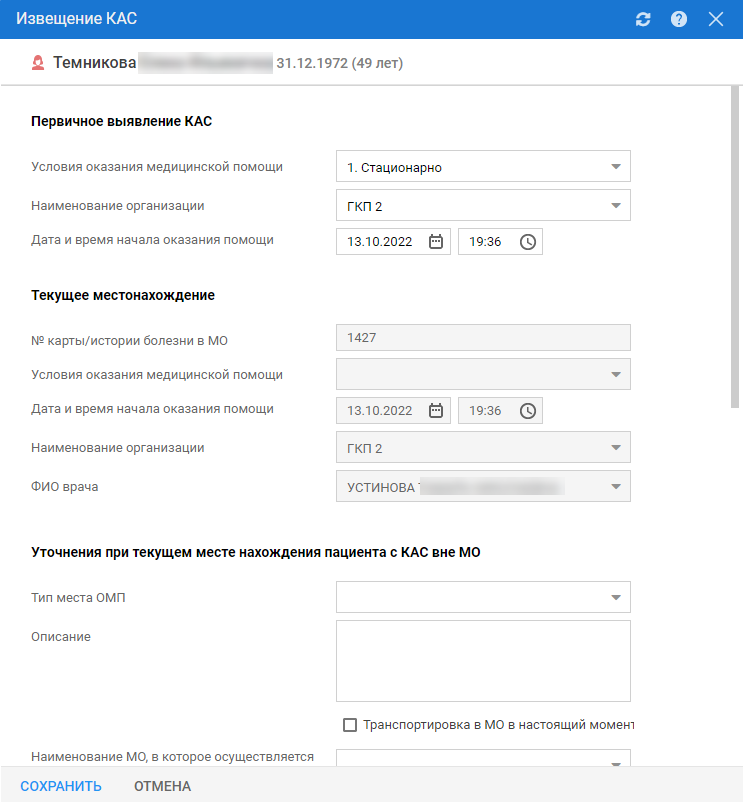 Извещение КАС
Темникова 31.12.1972 (49 лет)
Первичное выявление КАС
Условия оказания медицинской помощи 1. Стационарно
Наименование организации ГКП 2
Дата и время начала оказания помощи 13.10.2022 19:36
Текущее местонахождение
№ карты/истории болезни в МО 1427
Условия оказания медицинской помощи
Дата и время начала оказания помощи 13.10.2022 19:36
Наименование организации ГКП 2
ФИО врача УСТИНОВА
Уточнения при текущем месте нахождения пациента с КАС вне МО
Тип места ОМП
Описание
Транспортировка в МО в настоящий момент
Наименование МО, в которое осуществляется
СОХРАНИТЬ ОТМЕНА